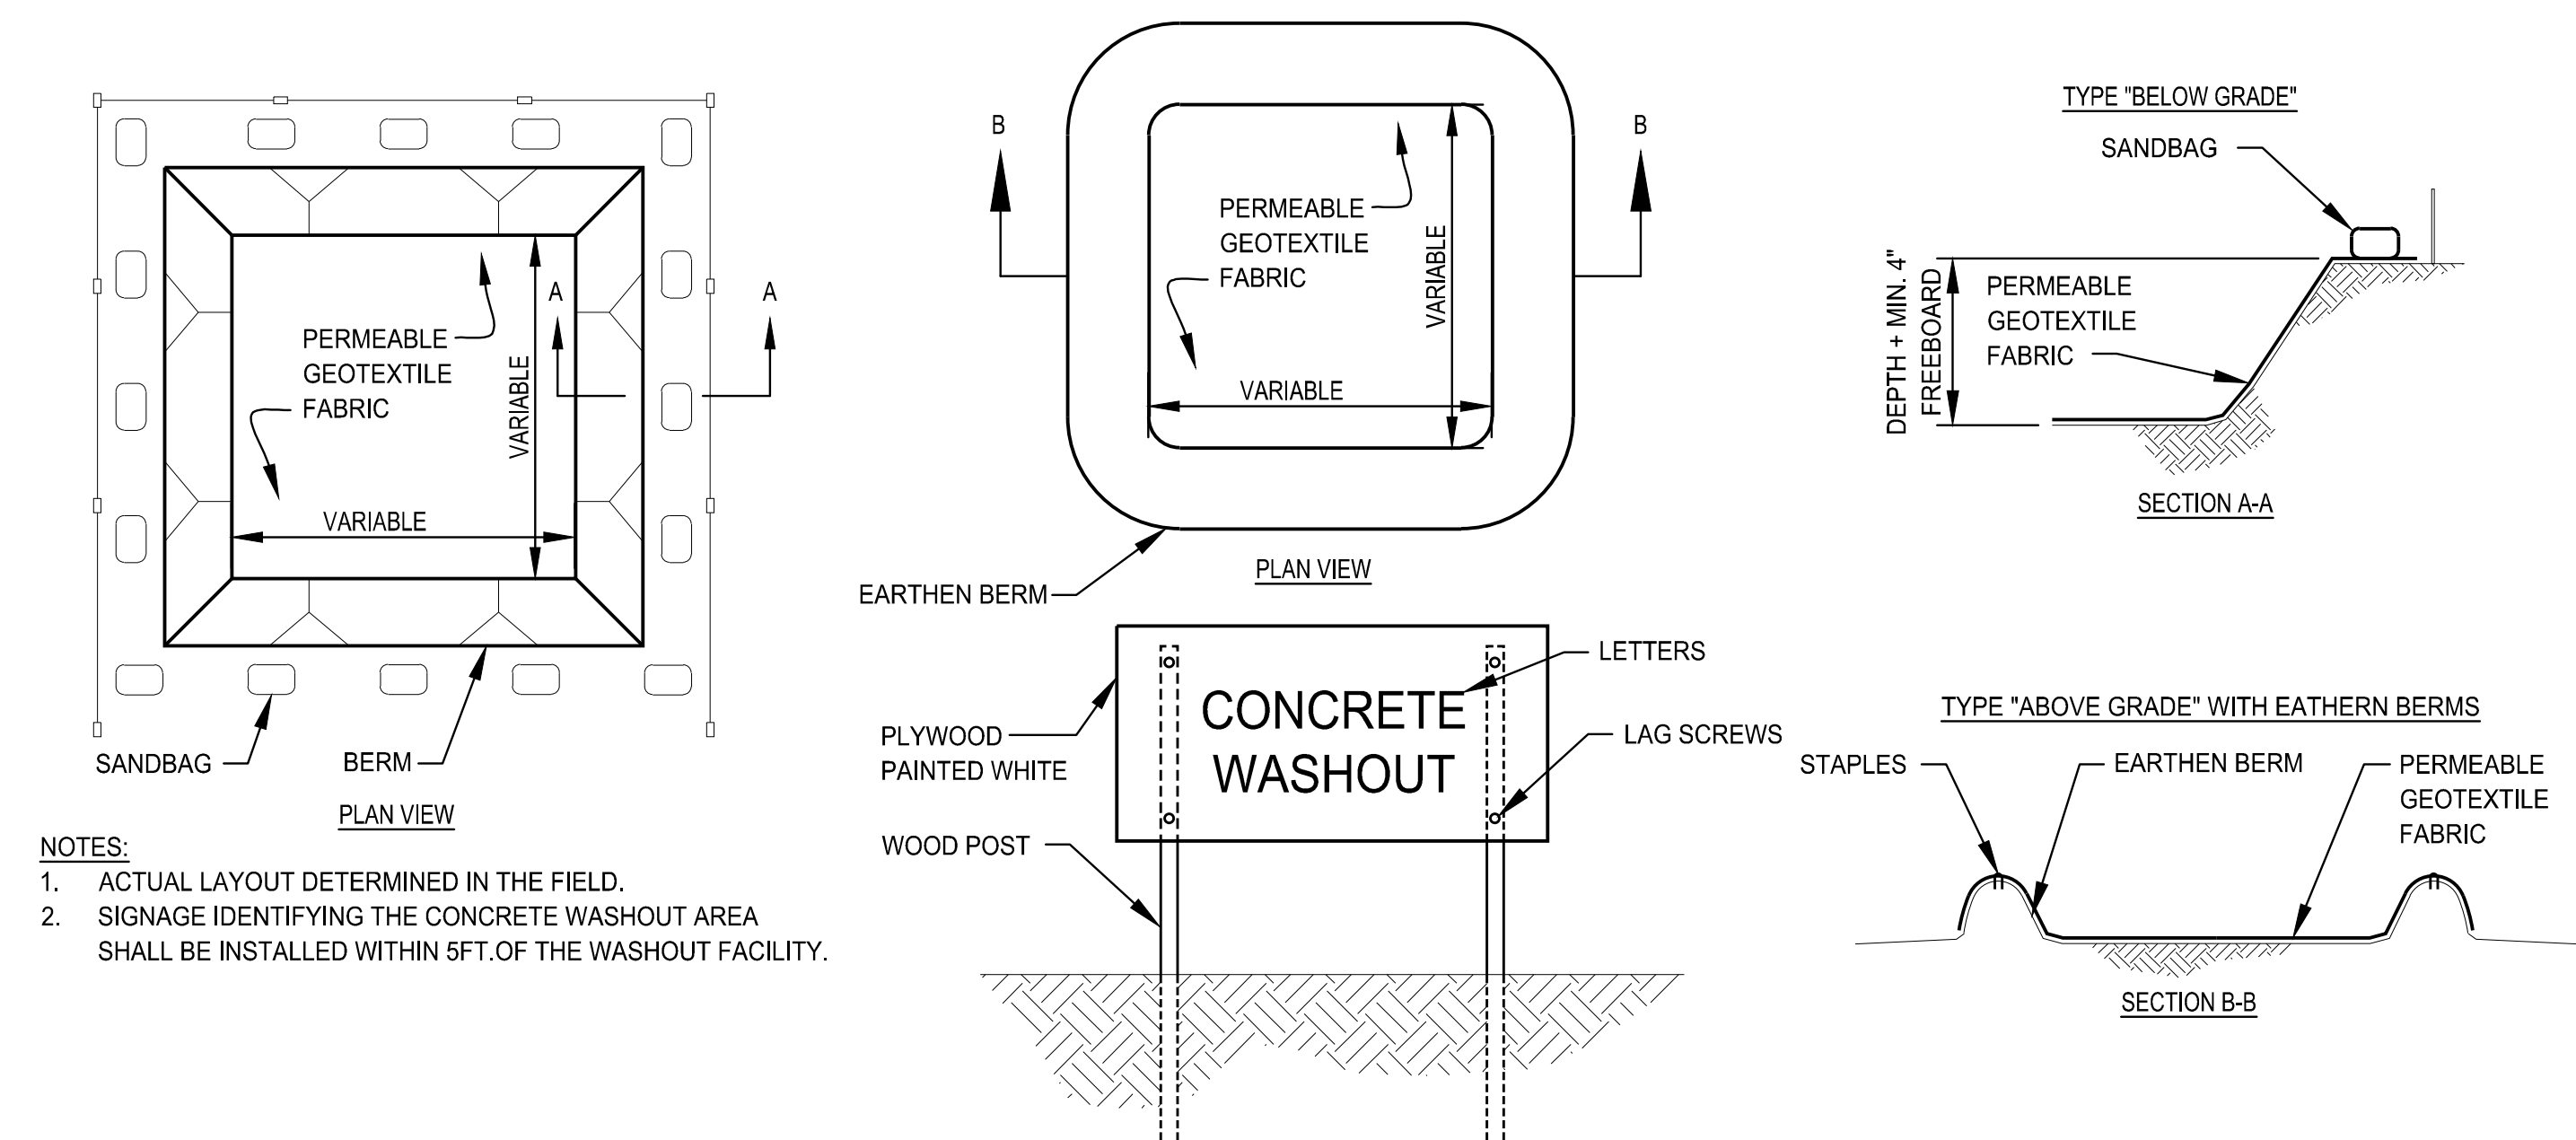 A
A
PERMEABLE
GEOTEXTILE
FABRIC
VARIABLE
VARIABLE
SANDBAG
BERM
PLAN VIEW
NOTES:
1. ACTUAL LAYOUT DETERMINED IN THE FIELD.
2. SIGNAGE IDENTIFYING THE CONCRETE WASHOUT AREA
SHALL BE INSTALLED WITHIN 5FT.OF THE WASHOUT FACILITY.
B
B
PERMEABLE
GEOTEXTILE
FABRIC
VARIABLE
VARIABLE
EARTHEN BERM
PLAN VIEW
CONCRETE
WASHOUT
LETTERS
LAG SCREWS
PLYWOOD
PAINTED WHITE
WOOD POST
TYPE "BELOW GRADE"
SANDBAG
DEPTH + MIN. 4"
FREEBOARD
PERMEABLE
GEOTEXTILE
FABRIC
SECTION A-A
TYPE "ABOVE GRADE" WITH EATHERN BERMS
STAPLES
EARTHEN BERM
PERMEABLE
GEOTEXTILE
FABRIC
SECTION B-B